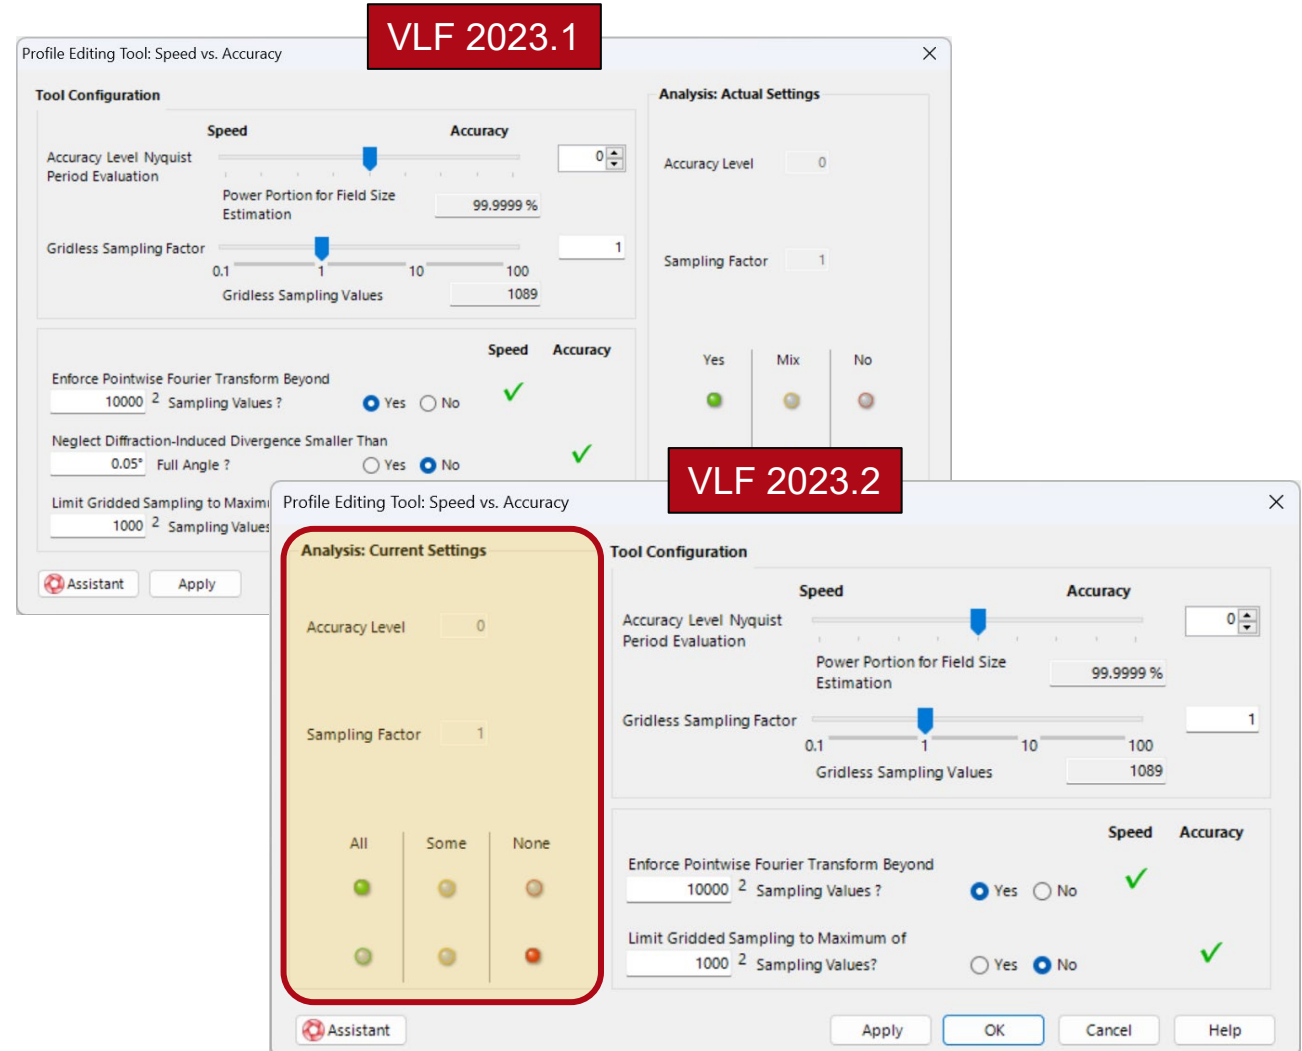 VLF 2023.1
Profile Editing Tool: Speed vs. Accuracy
Tool Configuration
Speed Accuracy
Accuracy Level Nyquist
Period Evaluation
0
Power Portion for Field Size
Estimation
99.9999 %
Gridless Sampling Factor
1
0.1 1 10 100
Gridless Sampling Values 1089
Speed Accuracy
Enforce Pointwise Fourier Transform Beyond
10000 2 Sampling Values ? Yes No
Neglect Diffraction-Induced Divergence Smaller Than
0.05° Full Angle ? Yes No
Limit Gridded Sampling to Maxim
1000 2 Sampling Values
Assistant Apply
Analysis: Actual Settings
Accuracy Level 0
Sampling Factor 1
Yes Mix No
VLF 2023.2
Profile Editing Tool: Speed vs. Accuracy
Analysis: Current Settings
Accuracy Level 0
Sampling Factor 1
All Some None
Tool Configuration
Speed Accuracy
Accuracy Level Nyquist
Period Evaluation
0
Power Portion for Field Size
Estimation
99.9999 %
Gridless Sampling Factor
1
0.1 1 10 100
Gridless Sampling Values 1089
Speed Accuracy
Enforce Pointwise Fourier Transform Beyond
10000 2 Sampling Values ? Yes No
Limit Gridded Sampling to Maximum of
1000 2 Sampling Values? Yes No
Assistant Apply OK Cancel Help